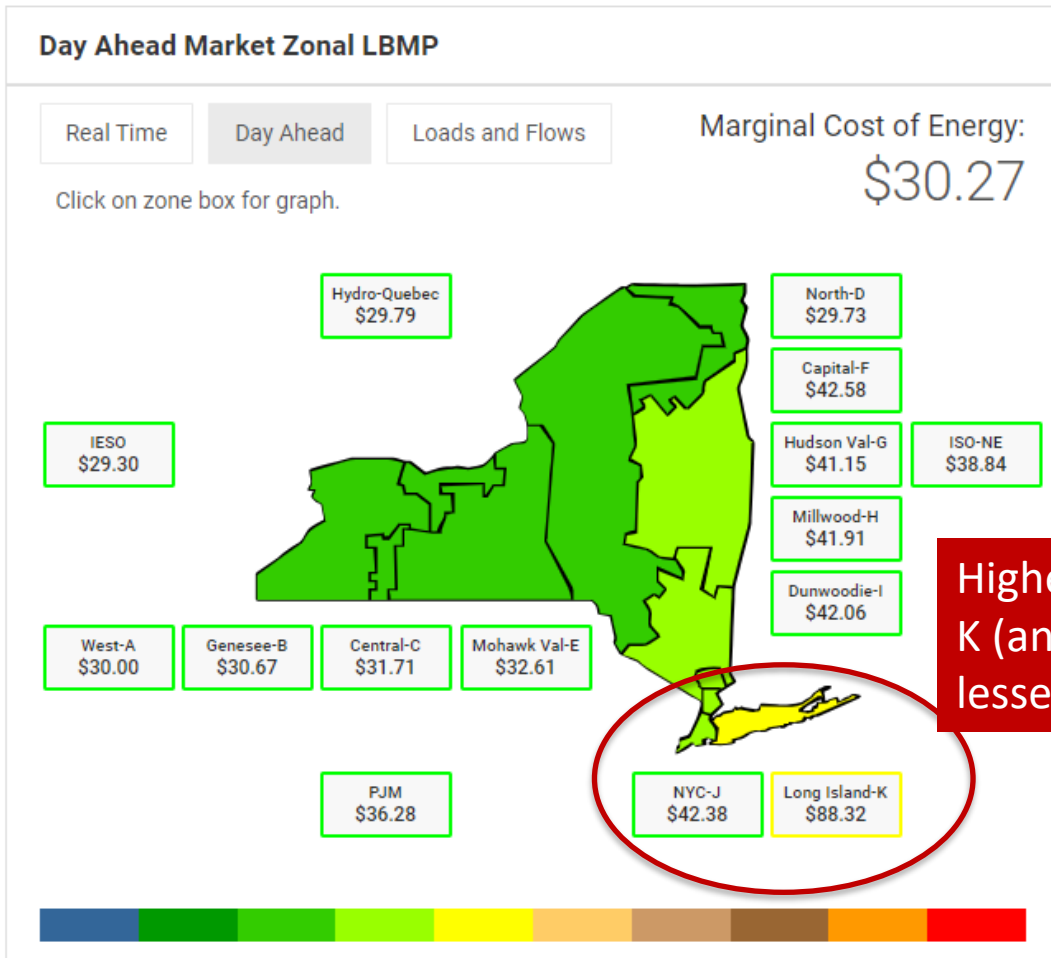 Day Ahead Market Zonal LBMP
Real Time
Day Ahead
Loads and Flows
Marginal Cost of Energy:
$30.27
Click on zone box for graph.
Hydro-Quebec
$29.79
North-D
$29.73
Capital-F
$42.58
IESO
$29.30
Hudson Val-G
$41.15
ISO-NE
$38.84
Millwood-H
$41.91
Dunwoodie-I
$42.06
K (an
West-A
$30.00
Genesee-B
$30.67
Central-C
$31.71
Mohawk Val-E
$32.61
PJM
$36.28
NYC-J
$42.38
Long Island-K
$88.32